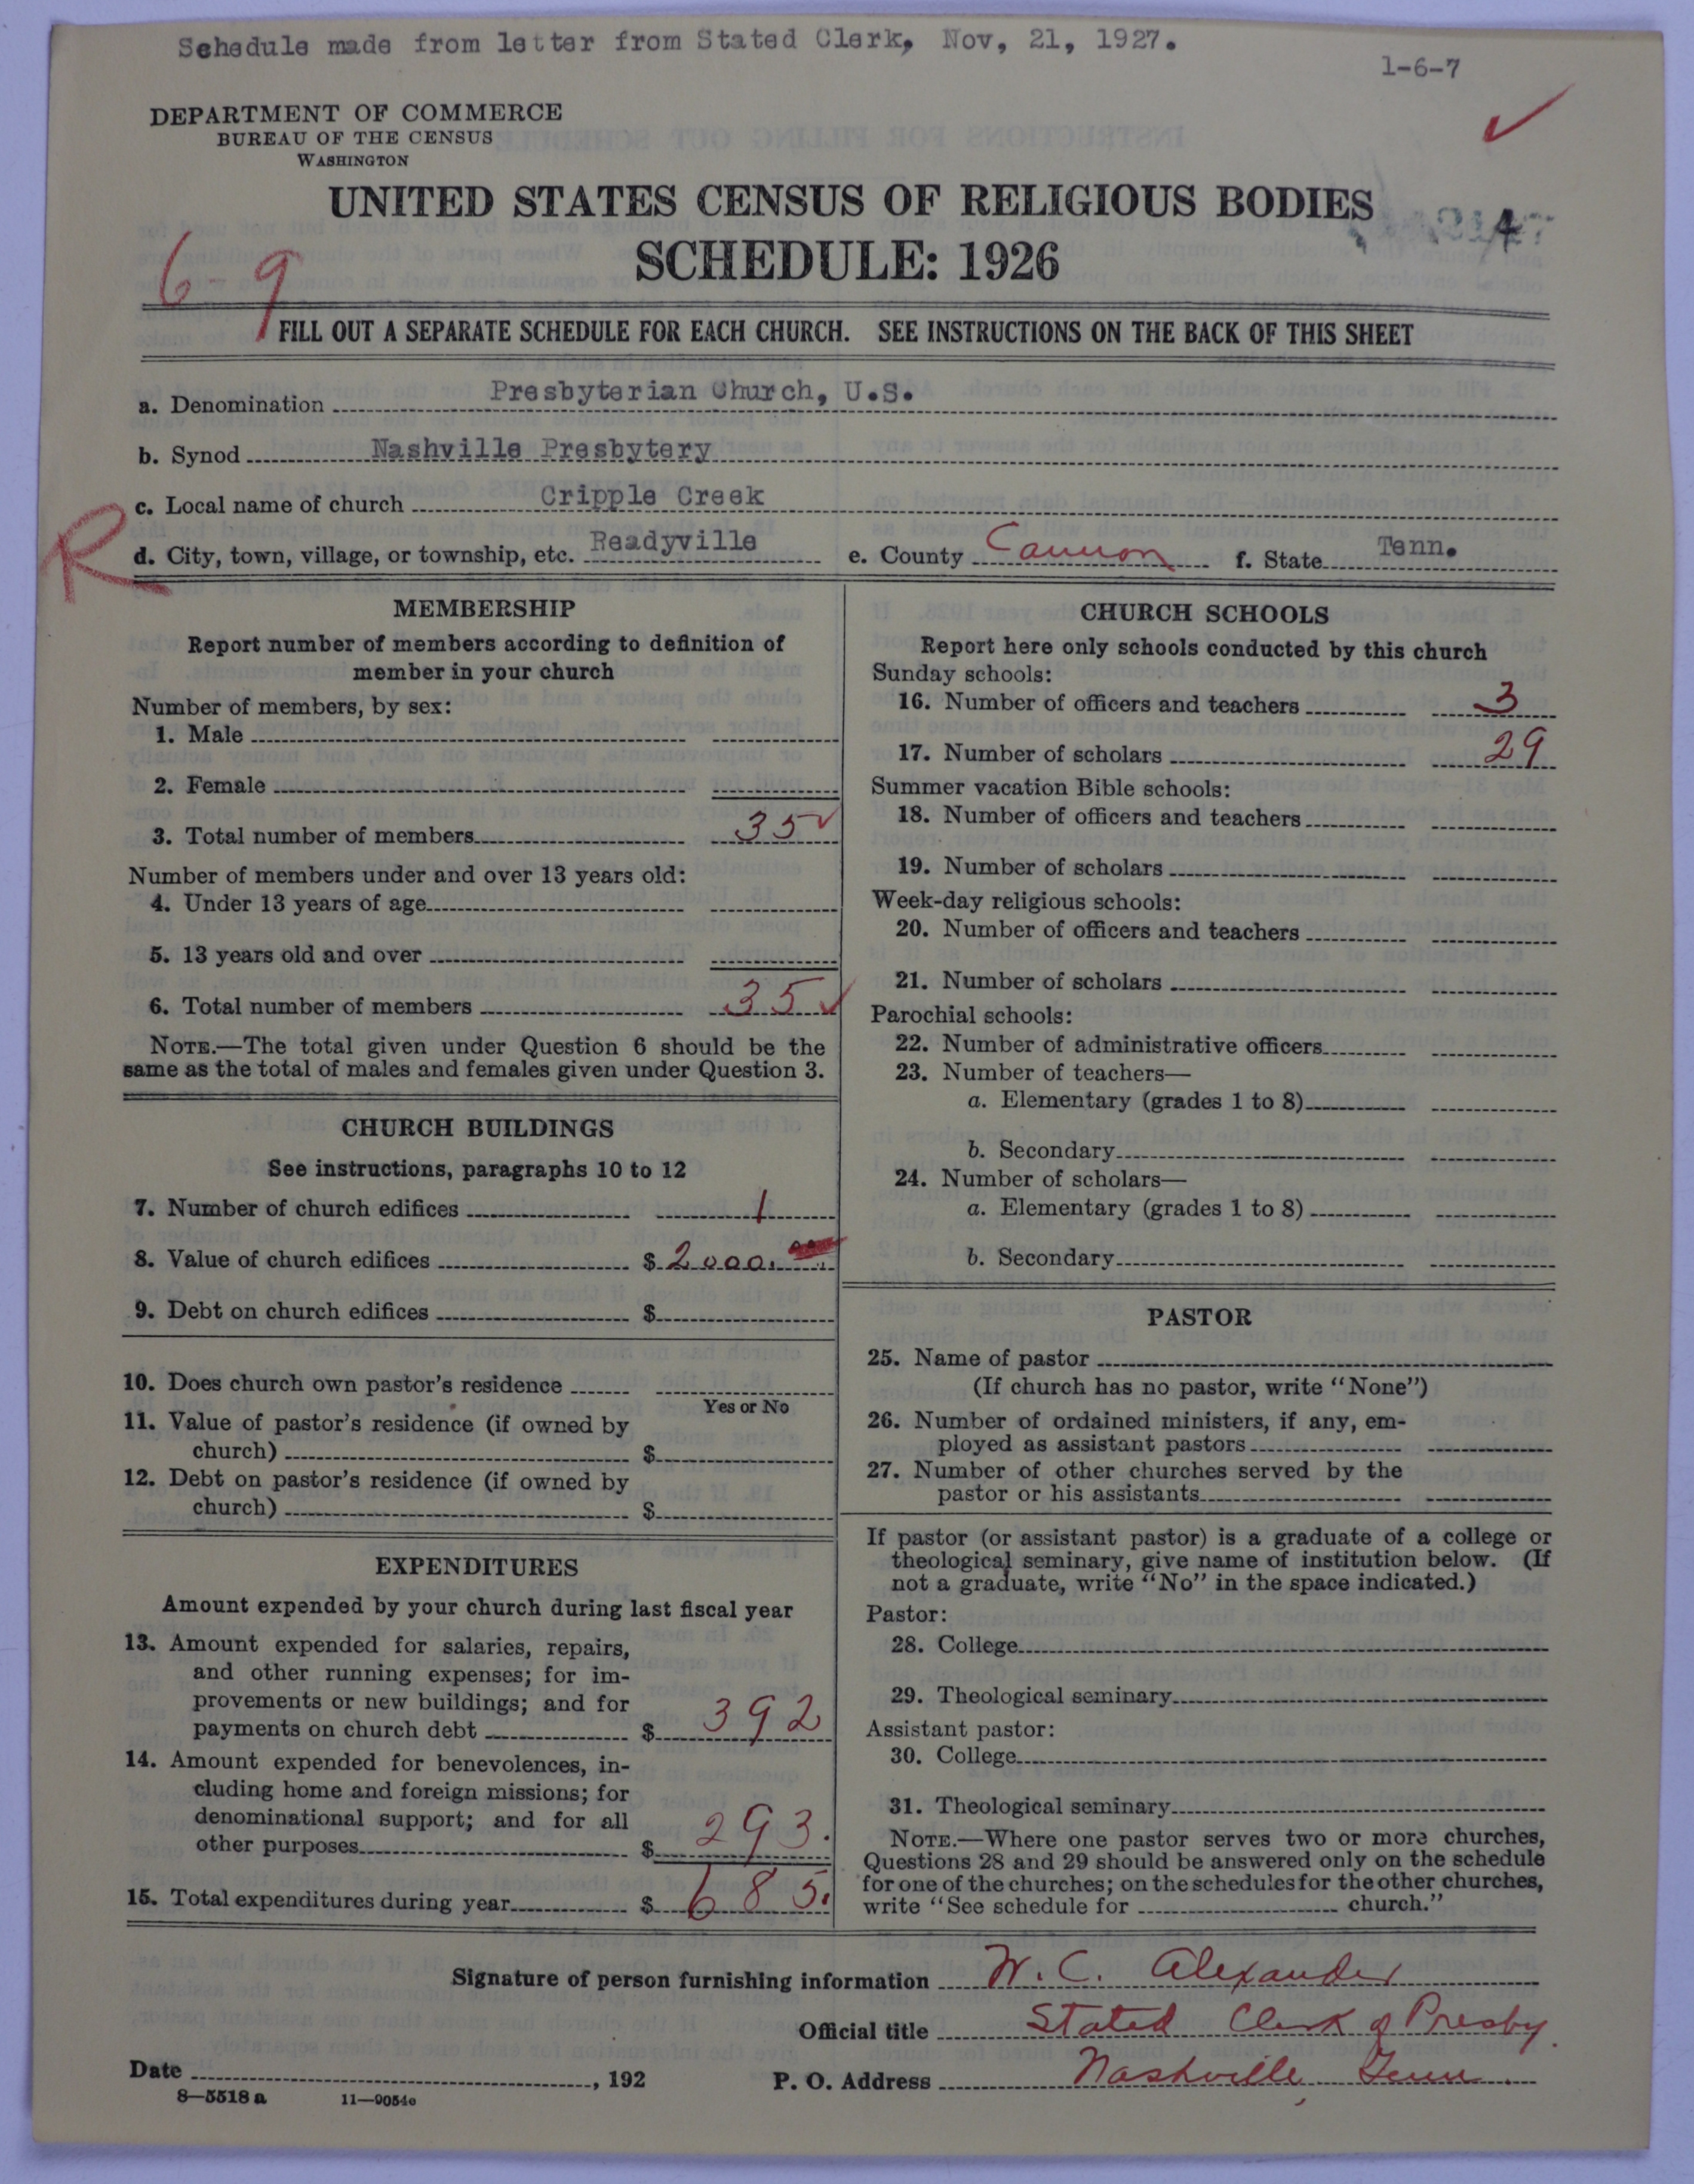 Schedule made from letter from Stated Clerk, Nov, 21, 1927.
1-6-7
DEPARTMENT OF COMMERCE
BUREAU OF THE CENSUS
WASHINGTON
UNITED STATES CENSUS OF RELIGIOUS BODIES
SCHEDULE: 1926
4
6-9
FILL OUT A SEPARATE SCHEDULE FOR EACH CHURCH. SEE INSTRUCTIONS ON THE BACK OF THIS SHEET
a. Denomination Presbyterian Church, U.S.
b. Synod Nashville Presbytery
c. Local name of church Cripple Creek
R
d. City, town, village, or township, etc. Readyville e. County Cannon f. State Tenn.
MEMBERSHIP
Report number of members according to definition of
member in your church
Number of members, by sex:
1. Male
2. Female
3. Total number of members 35
Number of members under and over 13 years old:
4. Under 13 years of age
5. 13 years old and over
6. Total number of members 35
NOTE.—The total given under Question 6 should be the
same as the total of males and females given under Question 3.
CHURCH BUILDINGS
See instructions, paragraphs 10 to 12
7. Number of church edifices 1
8. Value of church edifices $ 2000.
9. Debt on church edifices $
10. Does church own pastor's residence
Yes or No
11. Value of pastor's residence (if owned by
church) $
12. Debt on pastor's residence (if owned by
church) $
EXPENDITURES
Amount expended by your church during last fiscal year
13. Amount expended for salaries, repairs,
and other running expenses; for im-
provements or new buildings; and for
payments on church debt $ 392
14. Amount expended for benevolences, in-
cluding home and foreign missions; for
denominational support; and for all
other purposes $ 293.
15. Total expenditures during year $ 685.
CHURCH SCHOOLS
Report here only schools conducted by this church
Sunday schools:
16. Number of officers and teachers 3
17. Number of scholars 29
Summer vacation Bible schools:
18. Number of officers and teachers
19. Number of scholars
Week-day religious schools:
20. Number of officers and teachers
21. Number of scholars
Parochial schools:
22. Number of administrative officers
23. Number of teachers—
a. Elementary (grades 1 to 8)
b. Secondary
24. Number of scholars—
a. Elementary (grades 1 to 8)
b. Secondary
PASTOR
25. Name of pastor
(If church has no pastor, write "None")
26. Number of ordained ministers, if any, em-
ployed as assistant pastors
27. Number of other churches served by the
pastor or his assistants
If pastor (or assistant pastor) is a graduate of a college or
theological seminary, give name of institution below. (If
not a graduate, write "No" in the space indicated.)
Pastor:
28. College
29. Theological seminary
Assistant pastor:
30. College
31. Theological seminary
NOTE.—Where one pastor serves two or more churches,
Questions 28 and 29 should be answered only on the schedule
for one of the churches; on the schedules for the other churches,
write "See schedule for church."
Signature of person furnishing information W. C. Alexander
Official title Stated Clerk of Presby.
Date , 192
P. O. Address Nashville, Tenn.
8—5518 a 11—9054c